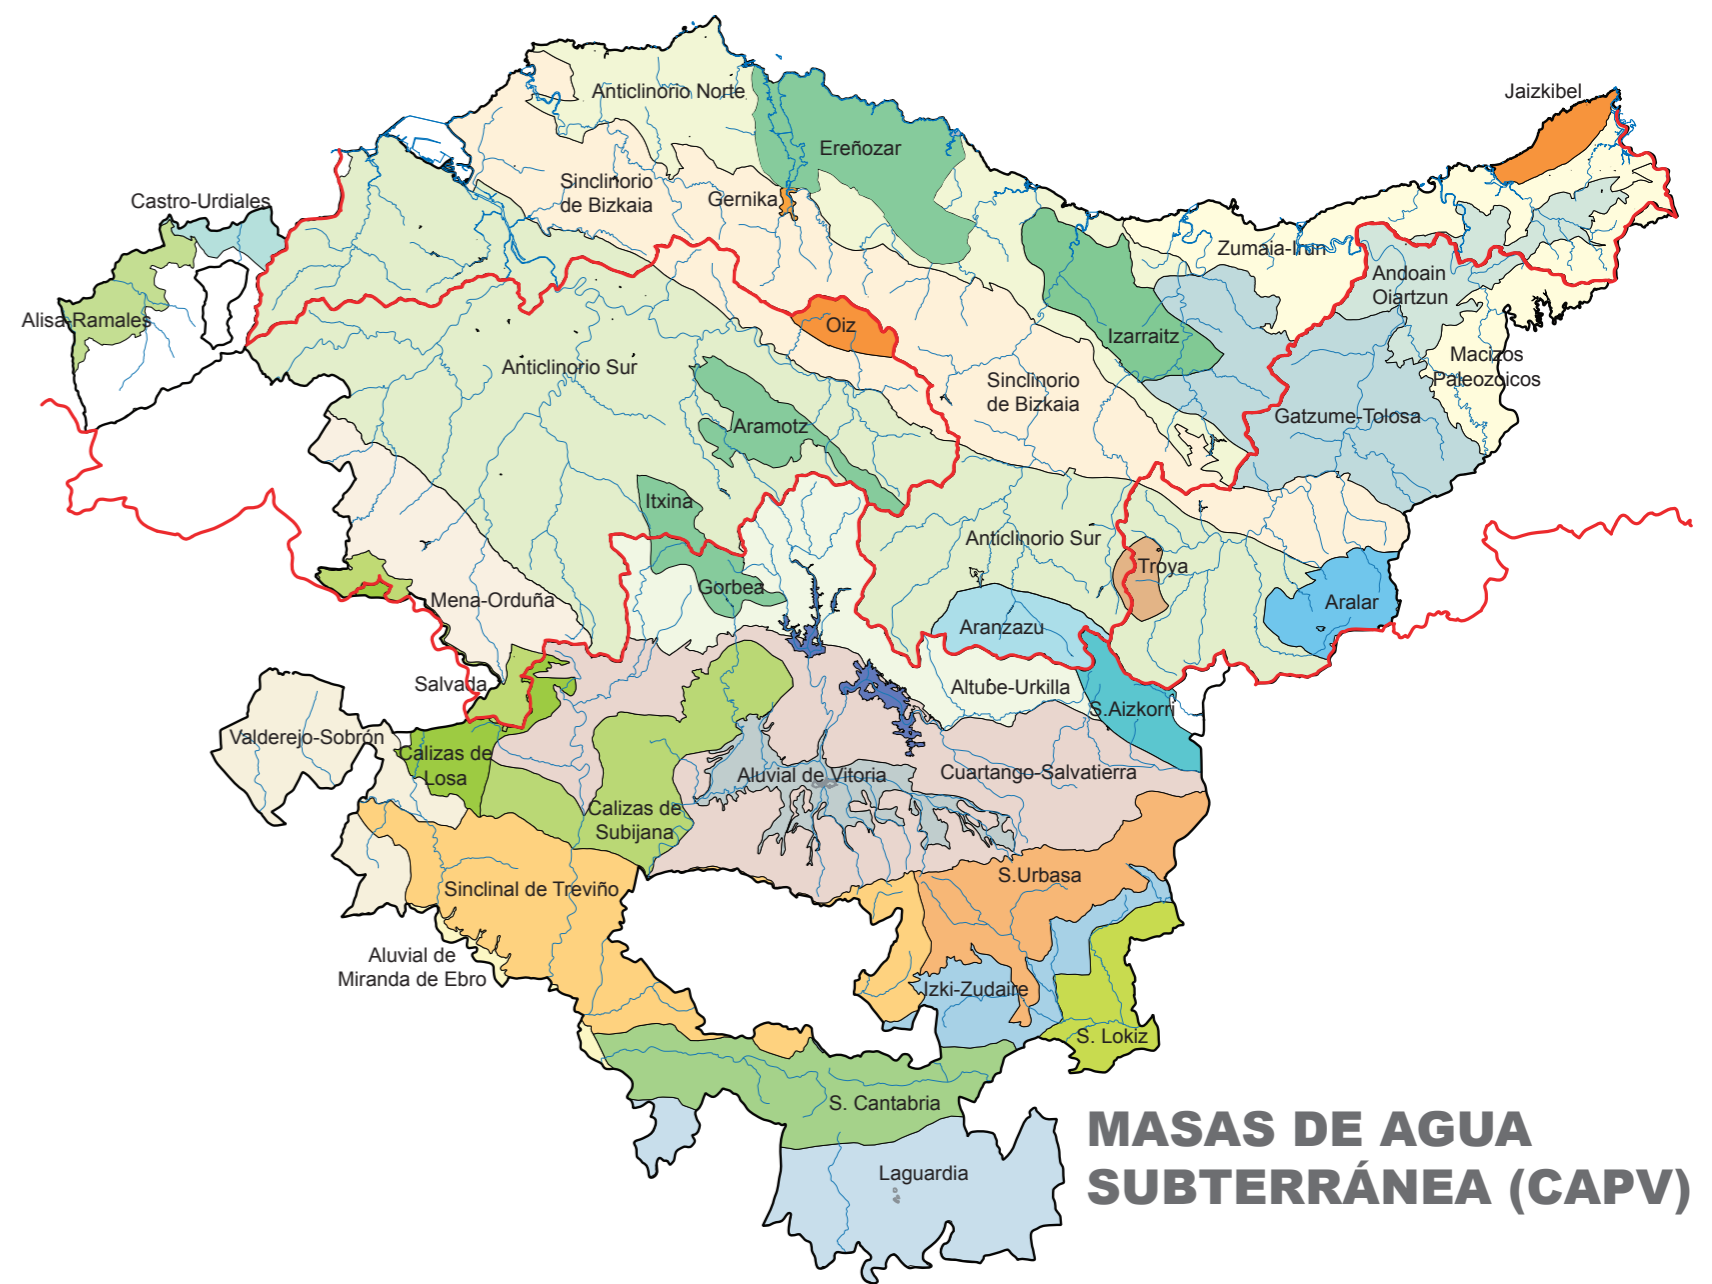 Jaizkibel
Anticlinorio Norte
Ereñozar
Sinclinorio
de Bizkaia
Gernika
Castro-Urdiales
Zumaia-Irun
Andoain
Oiartzun
Alisa-Ramales
Oiz
Izarraitz
Macizos
Paleozoicos
Anticlinorio Sur
Sinclinorio
de Bizkaia
Gatzume-Tolosa
Aramotz
Itxina
Anticlinorio Sur
Troya
Gorbea
Mena-Orduña
Aralar
Aranzazu
Salvada
Altube-Urkilla
S.Aizkorri
Valderejo-Sobrón
Calizas de
Losa
Aluvial de Vitoria
Cuartango-Salvatierra
Calizas de
Subijana
S.Urbasa
Sinclinal de Treviño
Aluvial de
Miranda de Ebro
Izki-Zudaire
S. Lokiz
S. Cantabria
Laguardia
MASAS DE AGUA
SUBTERRÁNEA (CAPV)